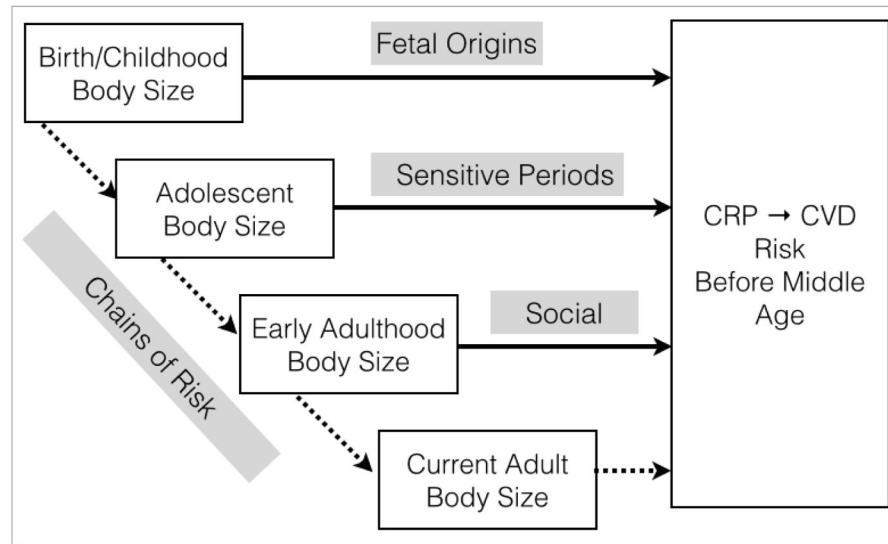 Fetal Origins
Birth/Childhood
Body Size
Sensitive Periods
Adolescent
Body Size
CRP → CVD
Risk
Before Middle
Age
Chains of Risk
Social
Early Adulthood
Body Size
Current Adult
Body Size